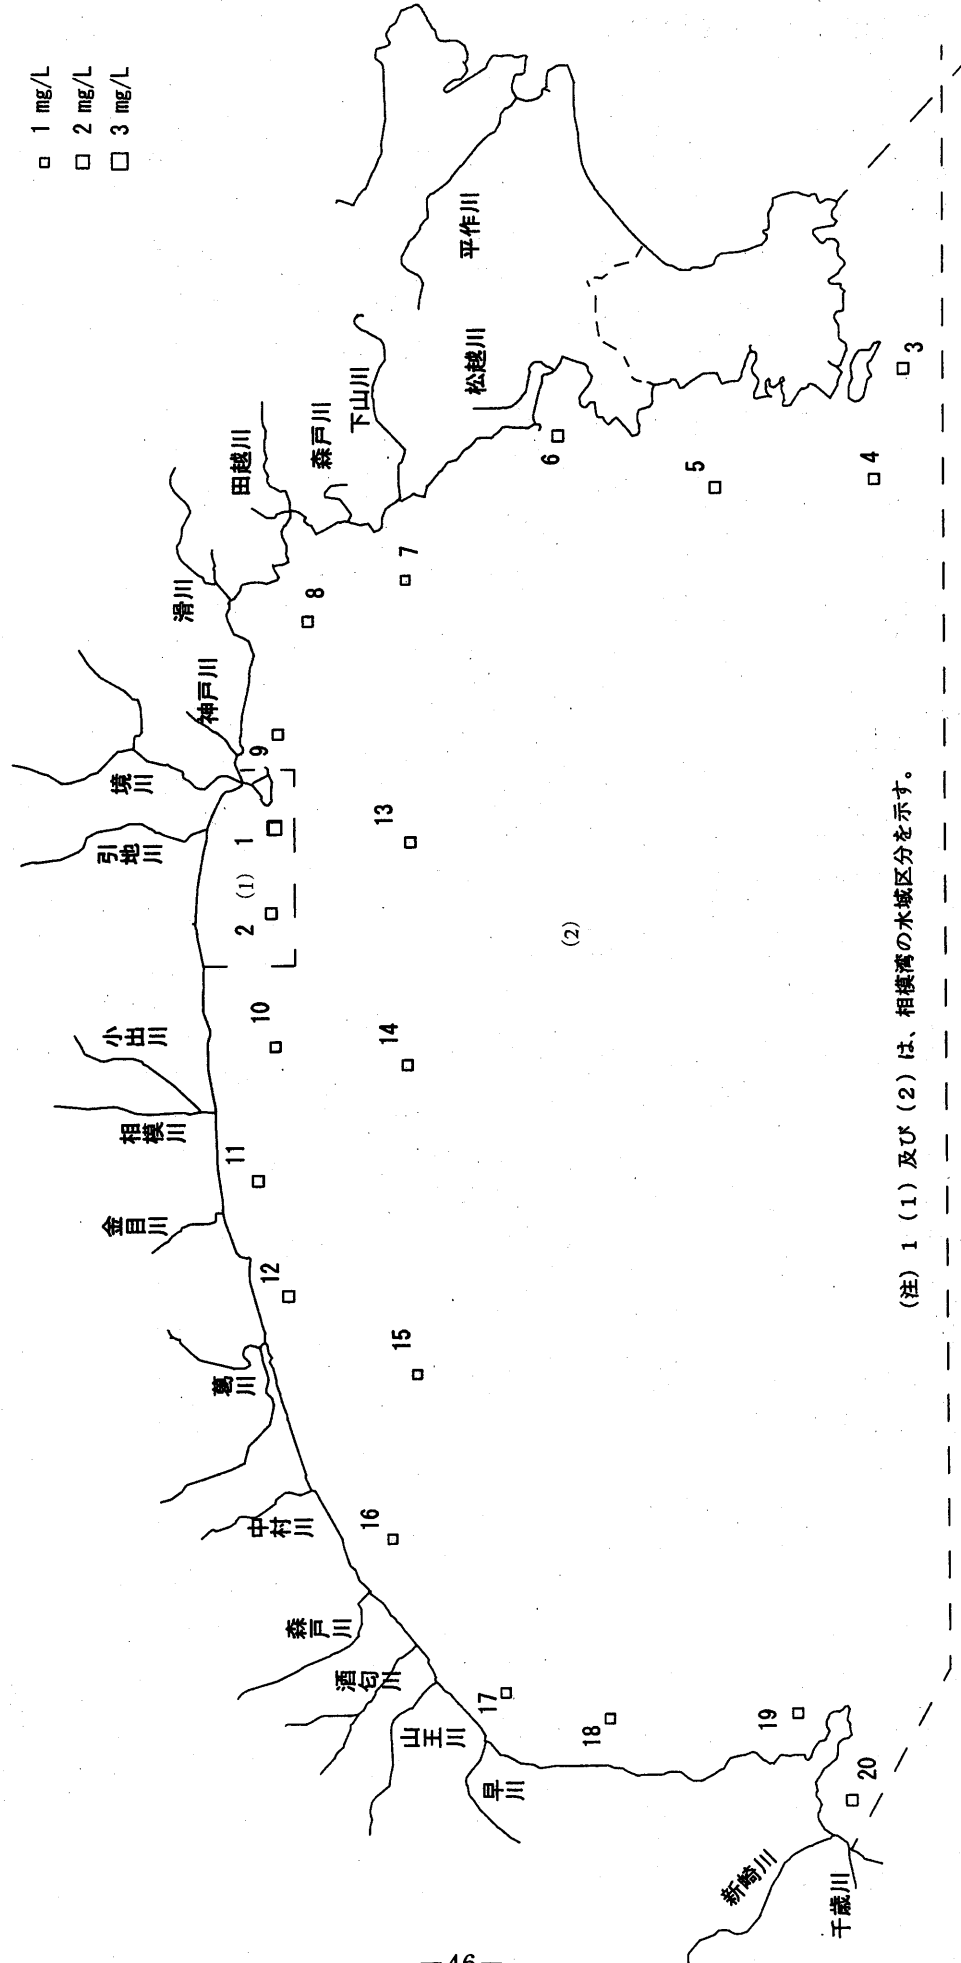 1 mg/L
2 mg/L
3 mg/L
新崎川
千歳川
早川
山王川
酒匂川
森戸川
中村川
葛川
金目川
相模川
小出川
引地川
境川
神戸川
滑川
田越川
森戸川
下山川
松越川
平作川
1
2
(1)
3
4
5
6
7
8
9
10
11
12
13
14
15
16
17
18
19
20
(2)
(注) 1 (1) 及び (2) は、相模湾の水域区分を示す。
－46－